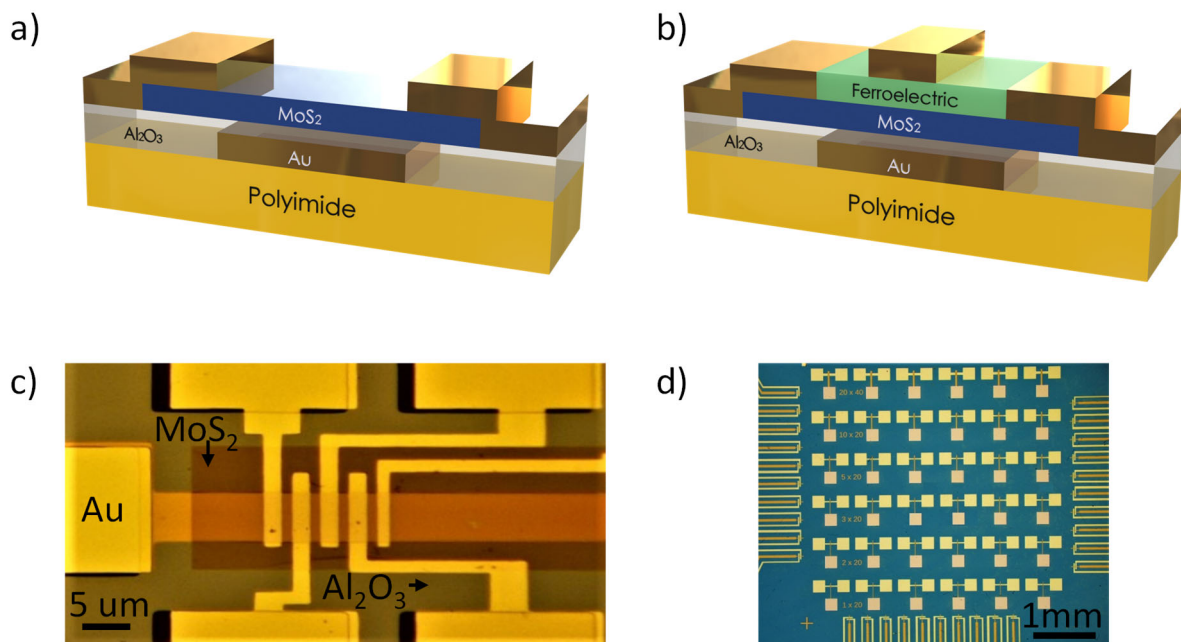 a)
MoS₂
Al₂O₃
Au
Polyimide
b)
Ferroelectric
MoS₂
Al₂O₃
Au
Polyimide
c)
MoS₂
Au
Al₂O₃
5 um
d)
20 x 40
10 x 20
5 x 20
3 x 20
2 x 20
1 x 20
1mm